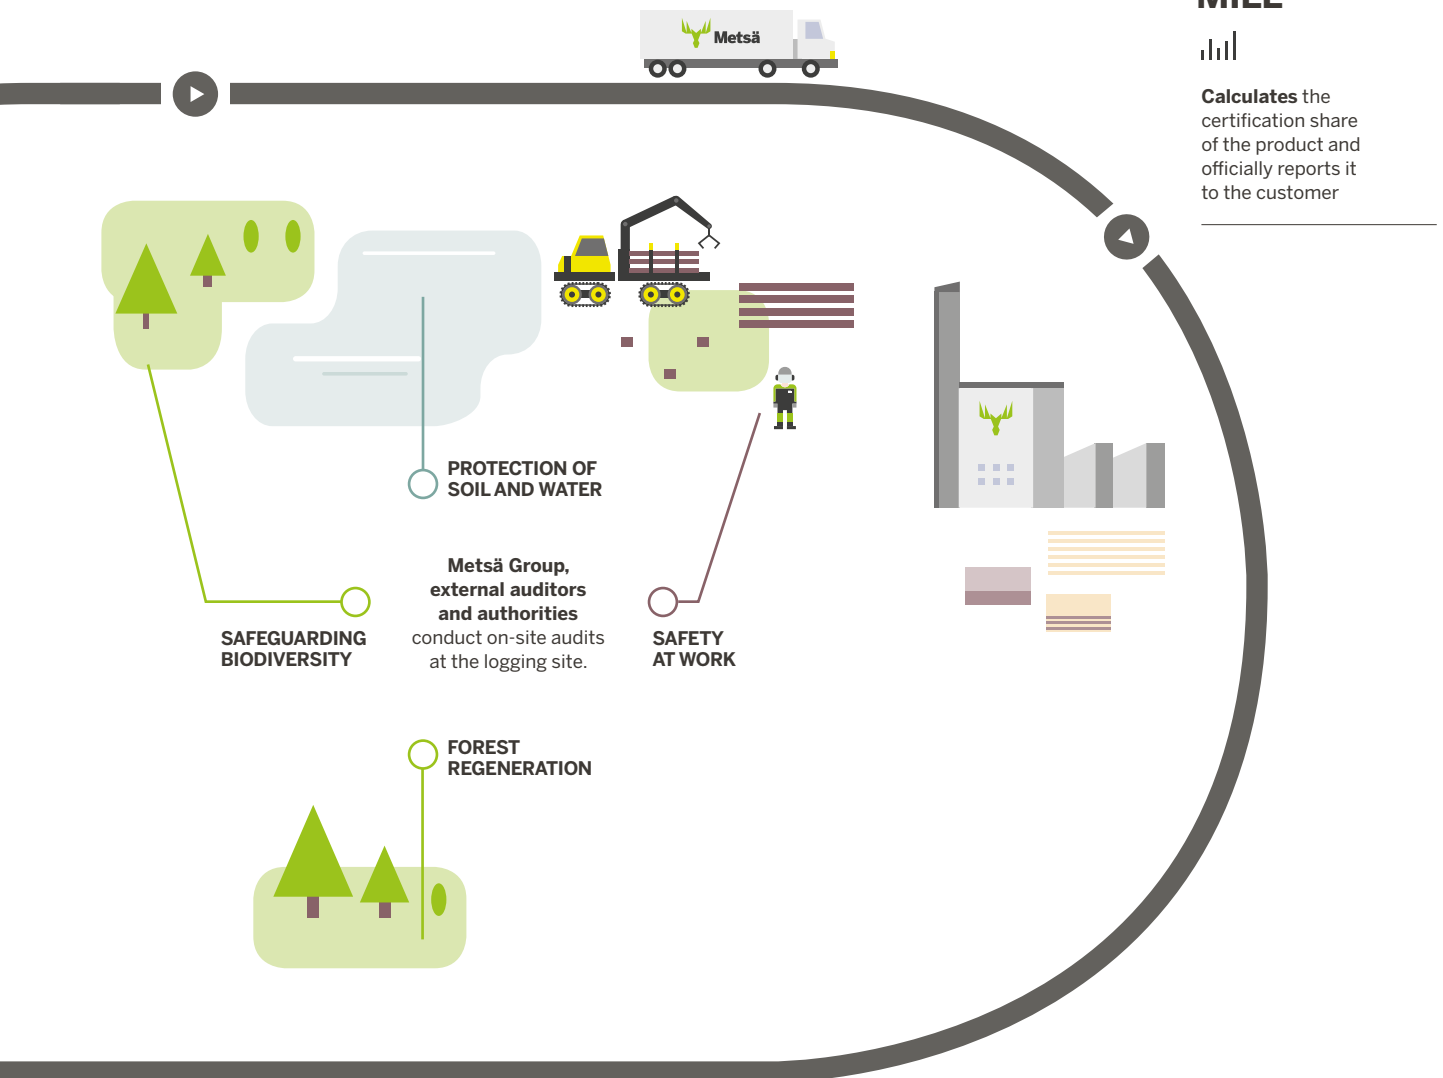 MILL
Metsä
Calculates the
certification share
of the product and
officially reports it
to the customer
PROTECTION OF
SOIL AND WATER
Metsä Group,
external auditors
and authorities
conduct on-site audits
at the logging site.
SAFEGUARDING
BIODIVERSITY
SAFETY
AT WORK
FOREST
REGENERATION